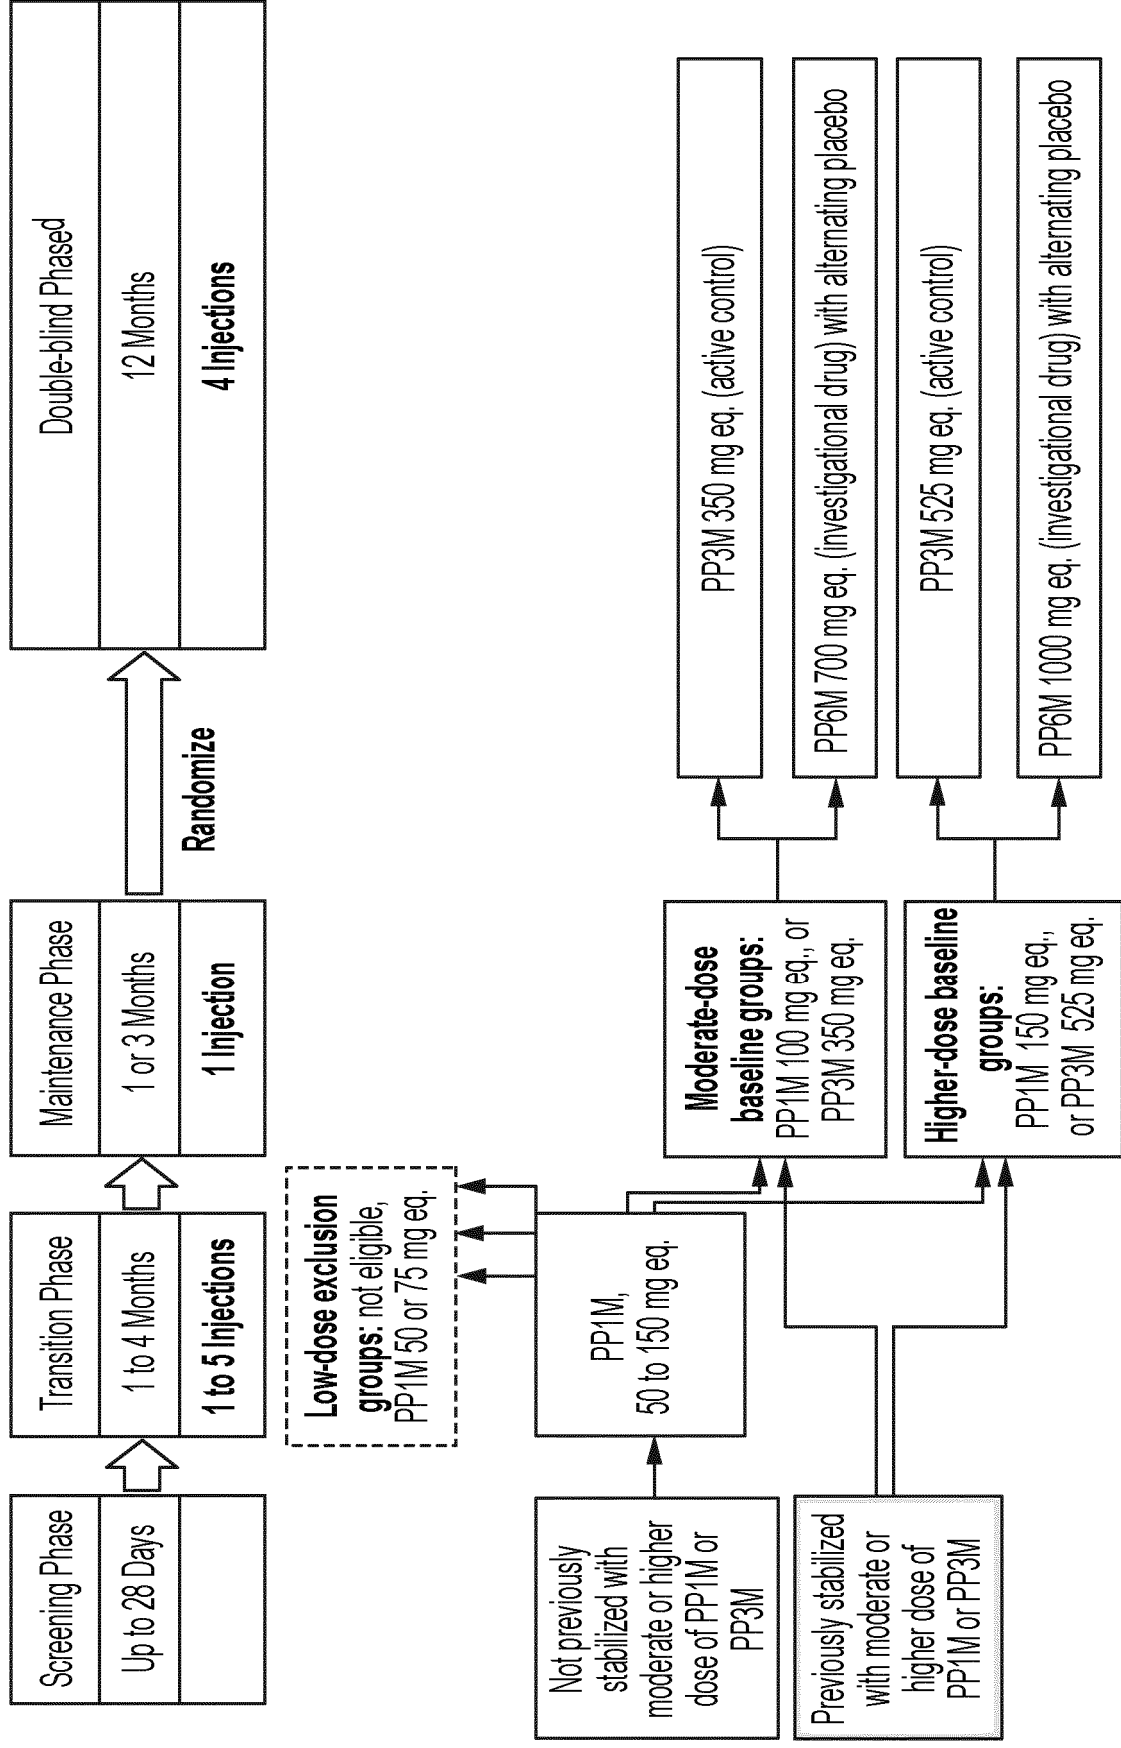 Screening Phase
Up to 28 Days
Transition Phase
1 to 4 Months
1 to 5 Injections
Maintenance Phase
1 or 3 Months
1 Injection
Randomize
Double-blind Phased
12 Months
4 Injections
Low-dose exclusion
groups: not eligible,
PP1M 50 or 75 mg eq.
Not previously
stabilized with
moderate or higher
dose of PP1M or
PP3M
PP1M,
50 to 150 mg eq.
Previously stabilized
with moderate or
higher dose of
PP1M or PP3M
Moderate-dose
baseline groups:
PP1M 100 mg eq., or
PP3M 350 mg eq.
Higher-dose baseline
groups:
PP1M 150 mg eq.,
or PP3M 525 mg eq.
PP3M 350 mg eq. (active control)
PP6M 700 mg eq. (investigational drug) with alternating placebo
PP3M 525 mg eq. (active control)
PP6M 1000 mg eq. (investigational drug) with alternating placebo